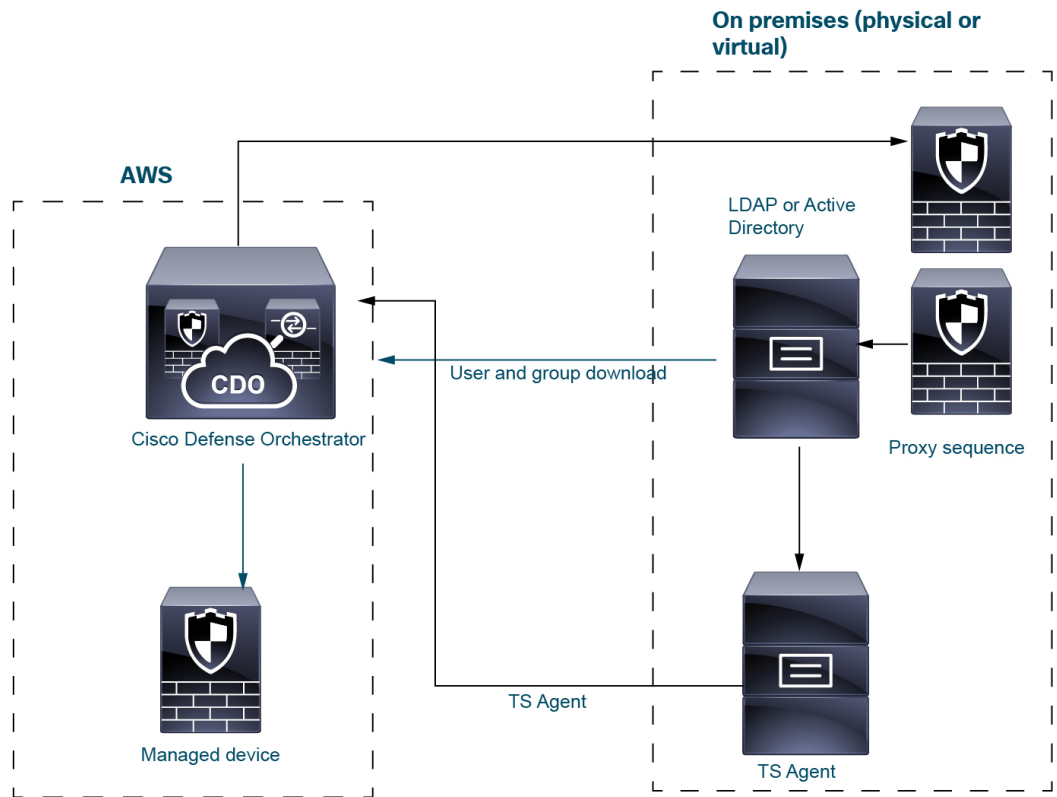 On premises (physical or
virtual)
AWS
LDAP or Active
Directory
User and group download
CDO
Cisco Defense Orchestrator
Proxy sequence
TS Agent
Managed device
TS Agent